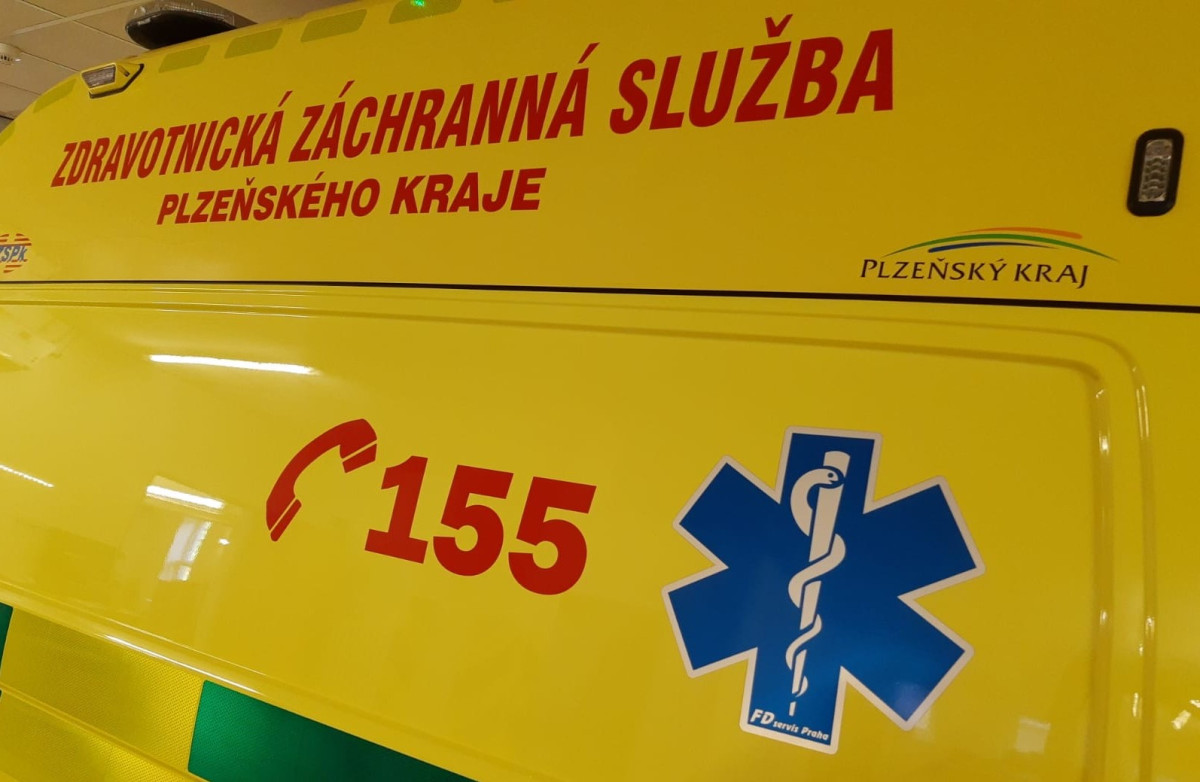 ZDRAVOTNICKÁ ZÁCHRANNÁ SLUŽBA
PLZEŇSKÉHO KRAJE
PLZEŇSKÝ KRAJ
155
FD servis Praha